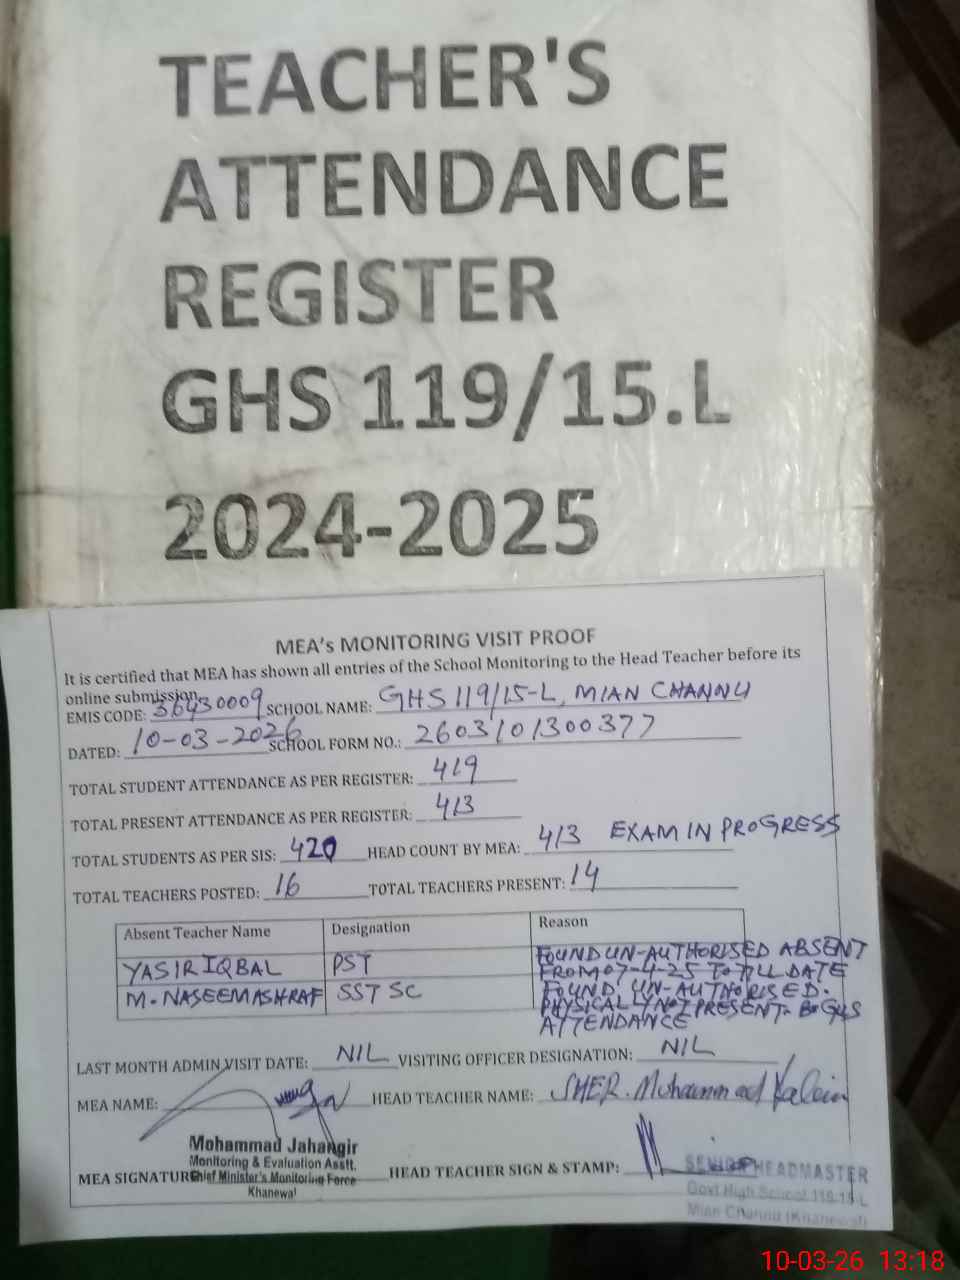 TEACHER'S
ATTENDANCE
REGISTER
GHS 119/15.L
2024-2025
MEA's MONITORING VISIT PROOF
It is certified that MEA has shown all entries of the School Monitoring to the Head Teacher before its
online submission
EMIS CODE: 36430009 SCHOOL NAME: GHS 119/15-L, MIAN CHANNU
DATED: 10-03-2026 SCHOOL FORM NO.: 2603101300377
TOTAL STUDENT ATTENDANCE AS PER REGISTER: 419
TOTAL PRESENT ATTENDANCE AS PER REGISTER: 413
TOTAL STUDENTS AS PER SIS: 420 HEAD COUNT BY MEA: 413 EXAM IN PROGRESS
TOTAL TEACHERS POSTED: 16 TOTAL TEACHERS PRESENT: 14
Absent Teacher Name Designation Reason
YASIR IQBAL PST FOUND UN-AUTHORISED ABSENT
FROM 07-4-25 TO TILL DATE
M. NASEEM ASHRAF SST SC FOUND UN-AUTHORISED.
PHYSICALLY NOT PRESENT. BOGUS
ATTENDANCE
LAST MONTH ADMIN VISIT DATE: NIL VISITING OFFICER DESIGNATION: NIL
MEA NAME: HEAD TEACHER NAME: SHER. Mohammad
Mohammad Jahangir
Monitoring & Evaluation Asstt.
MEA SIGNATURE Chief Minister's Monitoring Force HEAD TEACHER SIGN & STAMP: SENIOR HEADMASTER
Khanewal
Govt High School 119-15-L
Mian Channu (Khanewal)
10-03-26 13:18